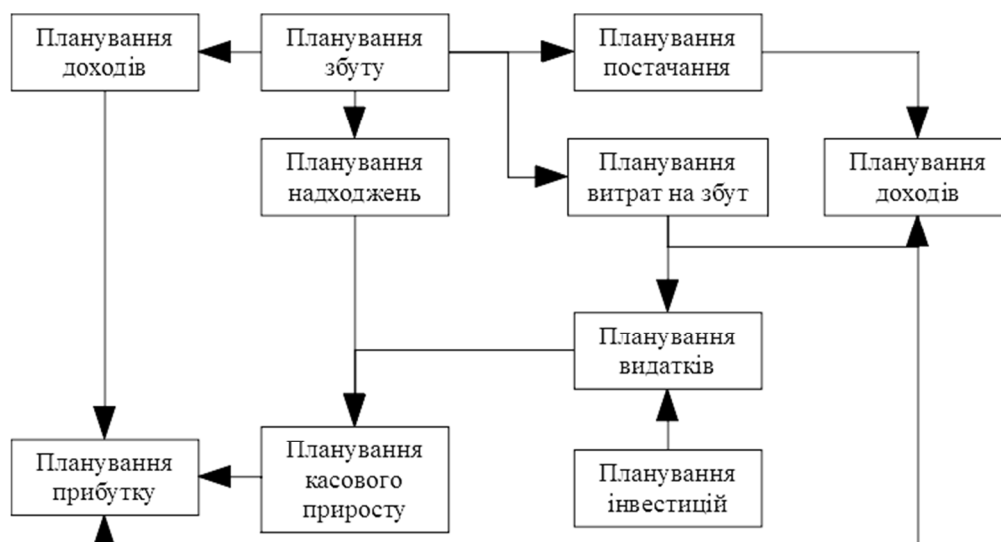 Планування
доходів
Планування
збуту
Планування
постачання
Планування
надходжень
Планування
витрат на збут
Планування
доходів
Планування
видатків
Планування
прибутку
Планування
касового
приросту
Планування
інвестицій